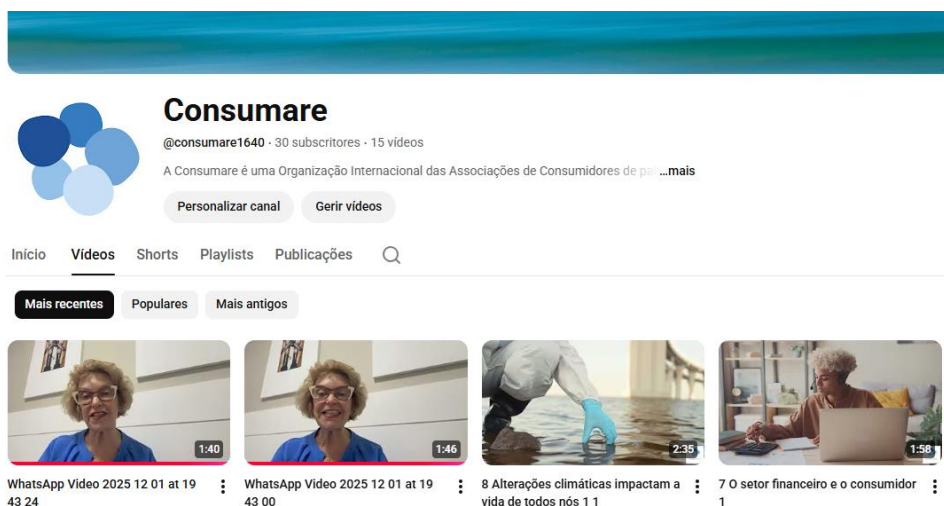 Consumare
@consumare1640 · 30 subscritores · 15 vídeos
A Consumare é uma Organização Internacional das Associações de Consumidores de ...mais
Personalizar canal Gerir vídeos
Início Vídeos Shorts Playlists Publicações
Mais recentes Populares Mais antigos
1:40 1:46 2:35 1:58
WhatsApp Video 2025 12 01 at 19
43 24
WhatsApp Video 2025 12 01 at 19
43 00
8 Alterações climáticas impactam a
vida de todos nós 1 1
7 O setor financeiro e o consumidor
1